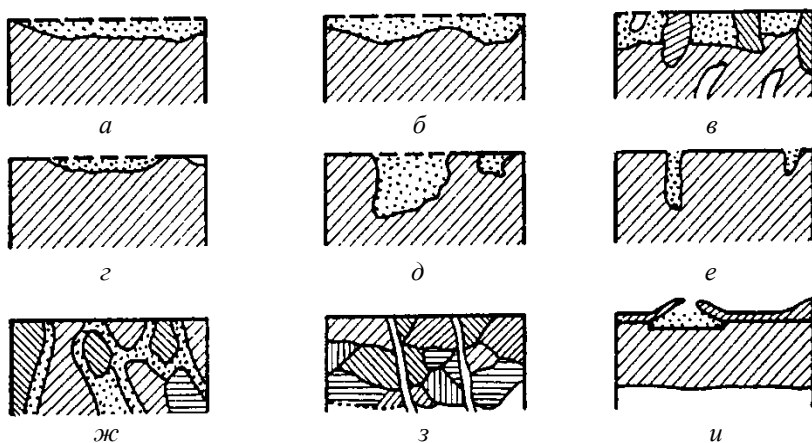 а б в
г д е
ж з и